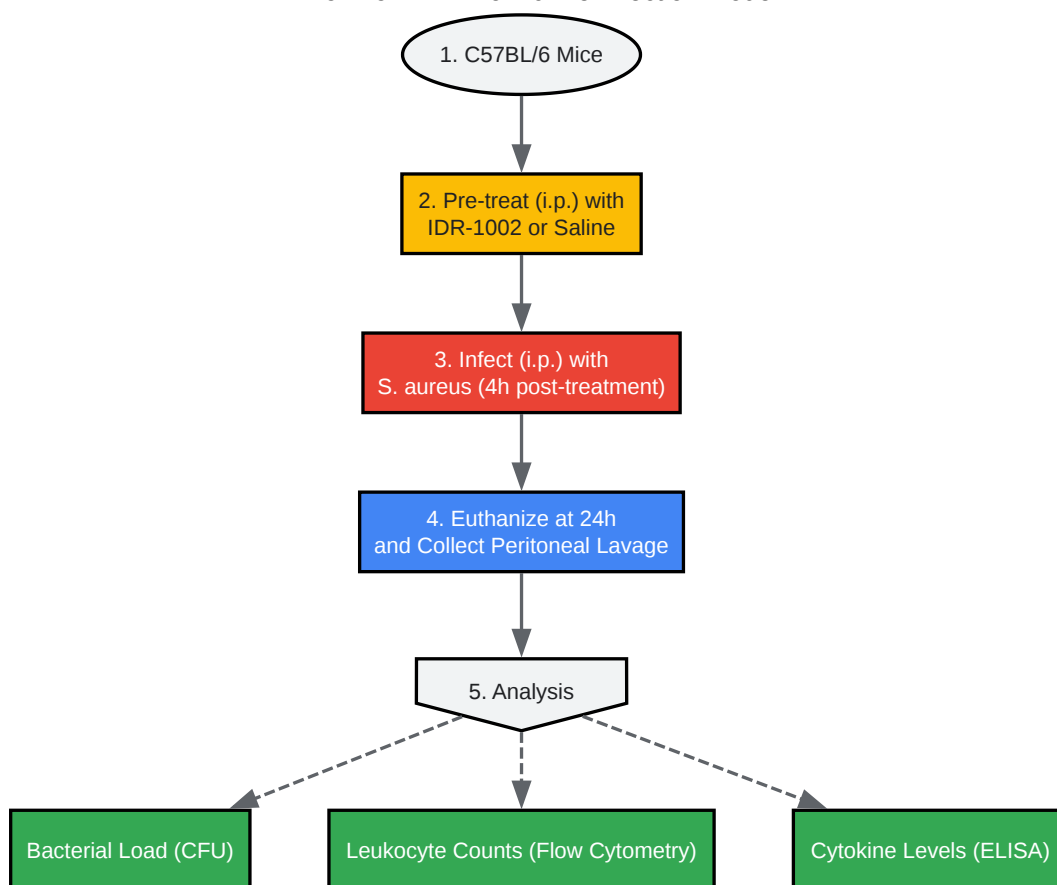 1. C57BL/6 Mice
2. Pre-treat (i.p.) with
IDR-1002 or Saline
3. Infect (i.p.) with
S. aureus (4h post-treatment)
4. Euthanize at 24h
and Collect Peritoneal Lavage
5. Analysis
Bacterial Load (CFU)
Leukocyte Counts (Flow Cytometry)
Cytokine Levels (ELISA)